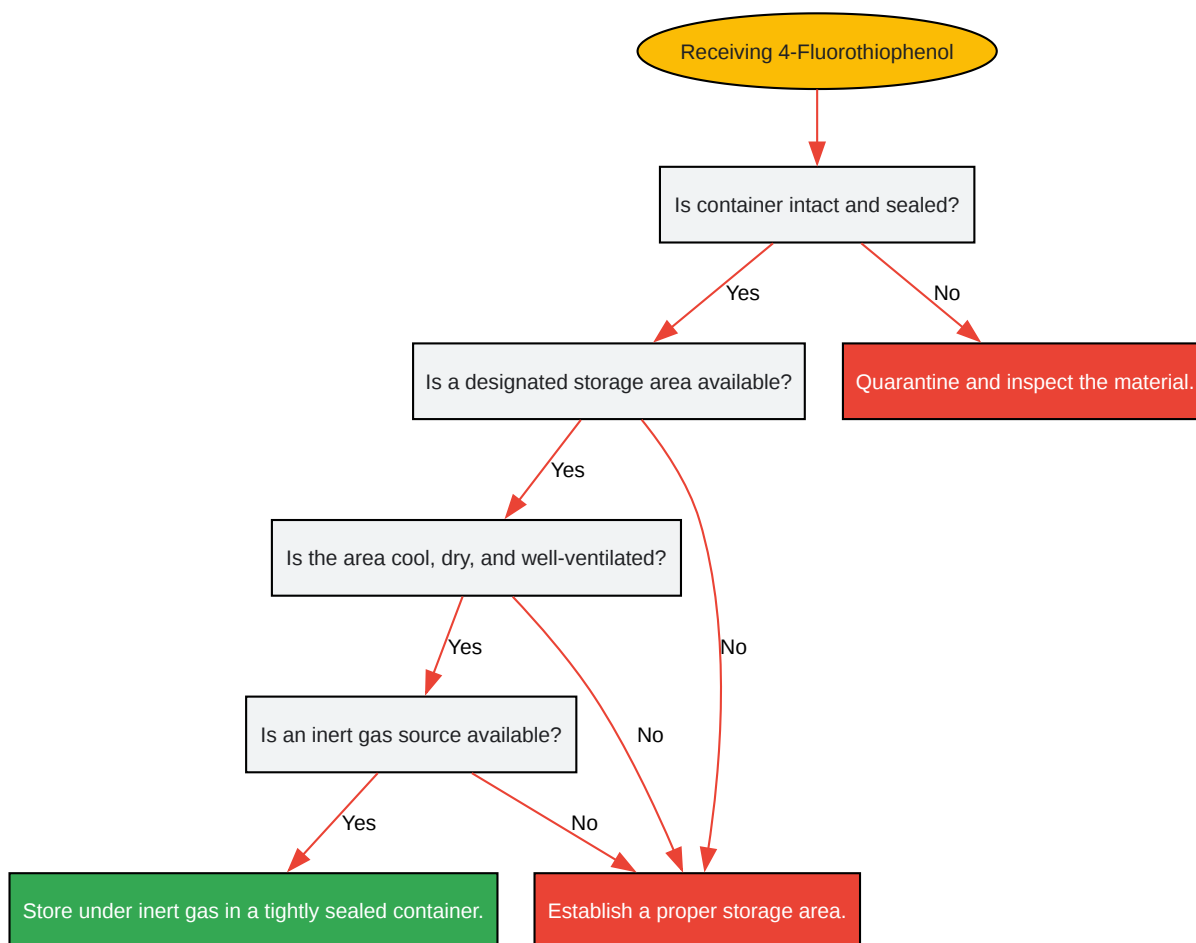 Receiving 4-Fluorothiophenol
Is container intact and sealed?
Yes
No
Is a designated storage area available?
Quarantine and inspect the material.
Yes
Is the area cool, dry, and well-ventilated?
Yes
No
Is an inert gas source available?
No
Yes
No
Store under inert gas in a tightly sealed container.
Establish a proper storage area.